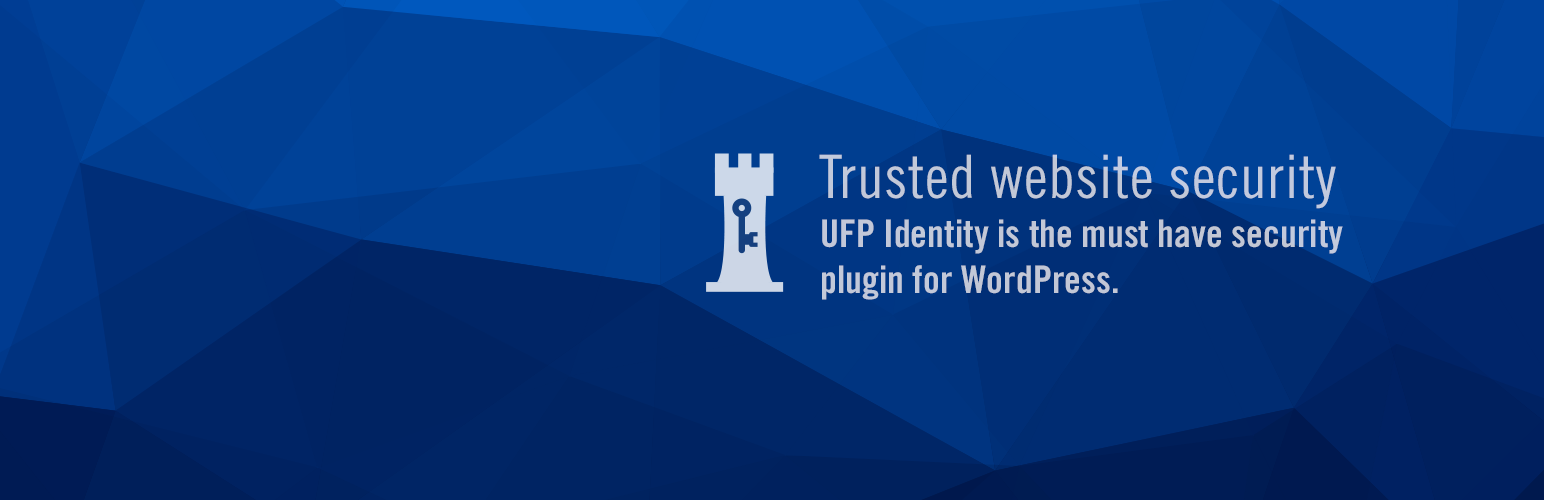 Trusted website security
UFP Identity is the must have security
plugin for WordPress.